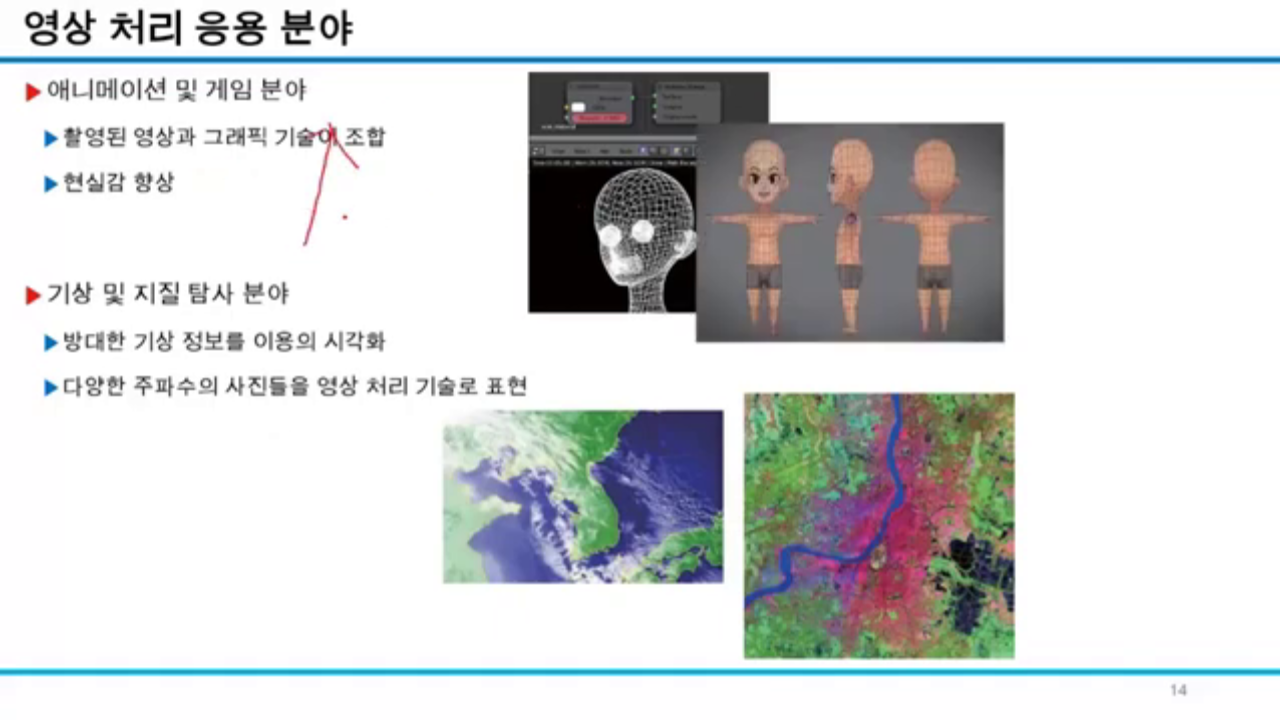 영상 처리 응용 분야
애니메이션 및 게임 분야
촬영된 영상과 그래픽 기술이 조합
현실감 향상
기상 및 지질 탐사 분야
방대한 기상 정보를 이용의 시각화
다양한 주파수의 사진들을 영상 처리 기술로 표현
14